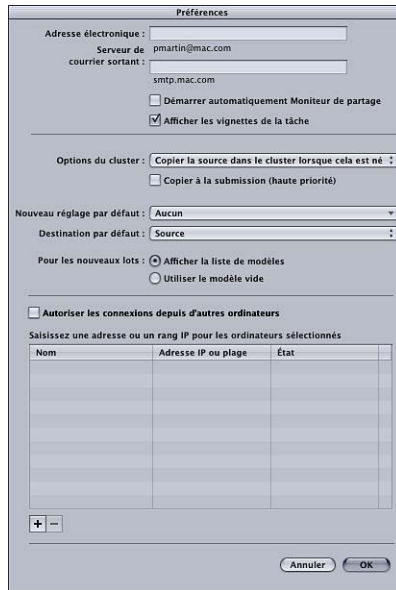 Préférences
Adresse électronique :
pmartin@mac.com
Serveur de courrier sortant :
smtp.mac.com
Démarrer automatiquement Moniteur de partage
Afficher les vignettes de la tâche
Options du cluster : Copier la source dans le cluster lorsque cela est né
Copier à la submission (haute priorité)
Nouveau réglage par défaut : Aucun
Destination par défaut : Source
Pour les nouveaux lots : Afficher la liste de modèles
Utiliser le modèle vide
Autoriser les connexions depuis d'autres ordinateurs
Saisissez une adresse ou un rang IP pour les ordinateurs sélectionnés
Nom Adresse IP ou plage État
+ −
Annuler OK